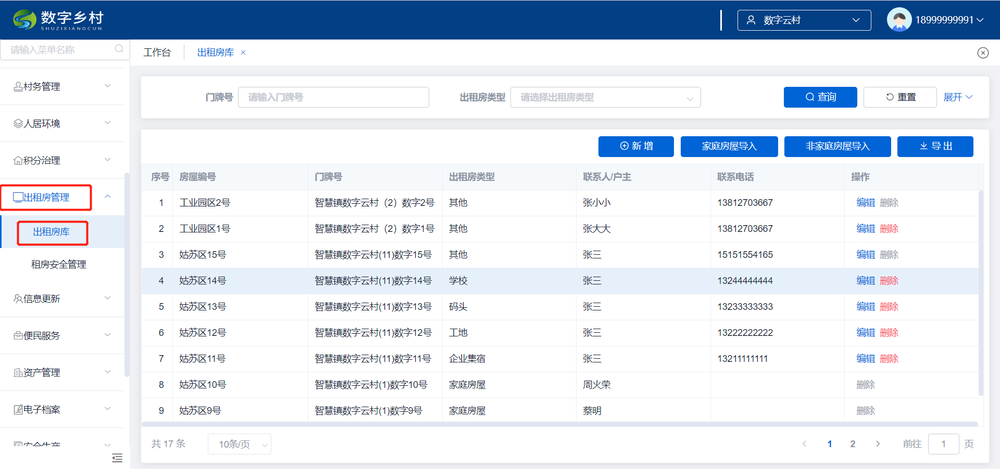 数字乡村
SHUZIXIANGCUN
数字云村
18999999991
请输入菜单名称
工作台
出租房库
村务管理
人居环境
积分治理
出租房管理
出租房库
租房安全管理
信息更新
便民服务
资产管理
电子档案
安全生产
门牌号 请输入门牌号 出租房类型 请选择出租房类型 查询 重置 展开
新增 家庭房屋导入 非家庭房屋导入 导出
序号 房屋编号 门牌号 出租房类型 联系人/户主 联系电话 操作
1 工业园区2号 智慧镇数字云村（2）数字2号 其他 张小小 13812703667 编辑 删除
2 工业园区1号 智慧镇数字云村（2）数字1号 其他 张大大 13812703667 编辑 删除
3 姑苏区15号 智慧镇数字云村(11)数字15号 其他 张三 15151554165 编辑 删除
4 姑苏区14号 智慧镇数字云村(11)数字14号 学校 张三 13244444444 编辑 删除
5 姑苏区13号 智慧镇数字云村(11)数字13号 码头 张三 13233333333 编辑 删除
6 姑苏区12号 智慧镇数字云村(11)数字12号 工地 张三 13222222222 编辑 删除
7 姑苏区11号 智慧镇数字云村(11)数字11号 企业集宿 张三 13211111111 编辑 删除
8 姑苏区10号 智慧镇数字云村(1)数字10号 家庭房屋 周火荣 删除
9 姑苏区9号 智慧镇数字云村(1)数字9号 家庭房屋 蔡明 删除
共 17 条 10条/页 1 2 前往 1 页